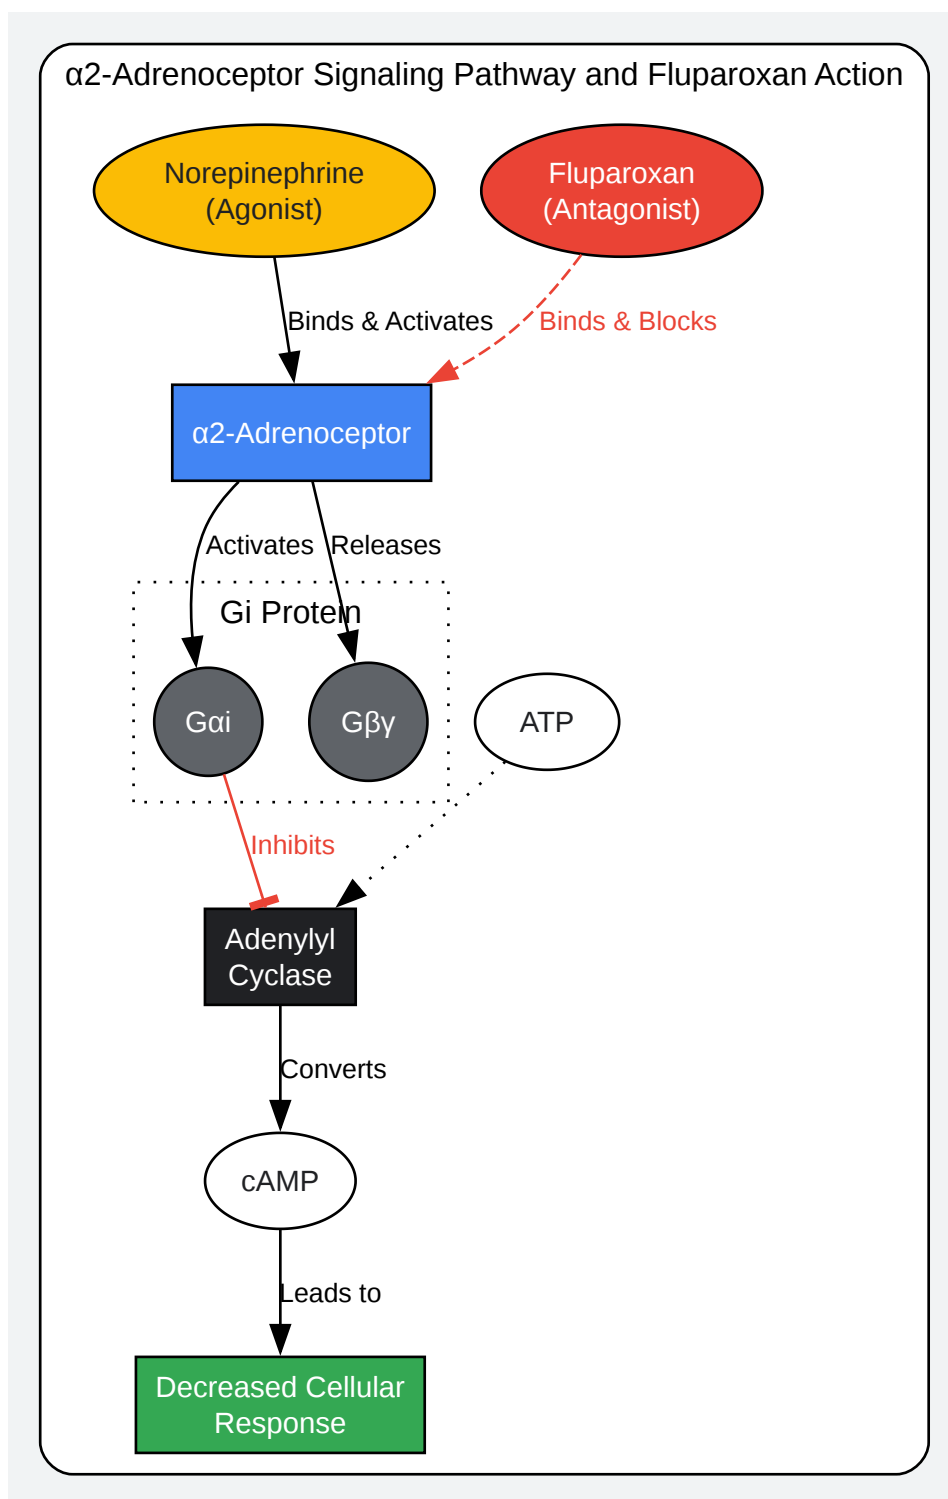 α2-Adrenoceptor Signaling Pathway and Fluparoxan Action
Norepinephrine
(Agonist)
Fluparoxan
(Antagonist)
Binds & Activates
Binds & Blocks
α2-Adrenoceptor
Activates
Releases
Gi Protein
Gαi
Gβγ
ATP
Inhibits
Adenylyl
Cyclase
Converts
cAMP
Leads to
Decreased Cellular
Response